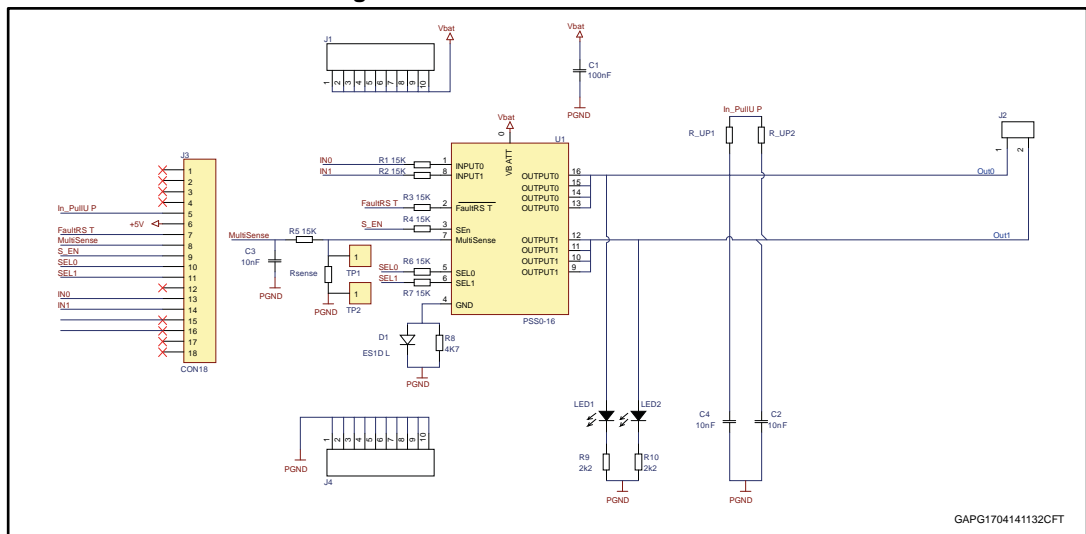 J1
Vbat
1 2 3 4 5 6 7 8 9 10
Vbat
C1
100nF
PGND
In_PullU P
R_UP1
R_UP2
J2
1
2
Vbat
0
U1
VB ATT
IN0
R1 15K
1
INPUT0
IN1
R2 15K
8
INPUT1
FaultRS T
R3 15K
2
FaultRS T
S_EN
R4 15K
3
SEn
MultiSense
R5 15K
7
MultiSense
SEL0
R6 15K
5
SEL0
SEL1
R7 15K
6
SEL1
4
GND
OUTPUT0
16
OUTPUT0
15
OUTPUT0
14
OUTPUT0
13
OUTPUT1
12
OUTPUT1
11
OUTPUT1
10
OUTPUT1
9
PSS0-16
Out0
Out1
C3
10nF
PGND
Rsense
PGND
1
TP1
1
TP2
J3
1
2
3
4
In_PullU P
5
+5V
6
FaultRS T
7
MultiSense
8
S_EN
9
SEL0
10
SEL1
11
12
IN0
13
IN1
14
15
16
17
18
CON18
D1
ES1D L
R8
4K7
PGND
PGND
1 2 3 4 5 6 7 8 9 10
J4
LED1
LED2
R9
2k2
R10
2k2
PGND
C4
10nF
C2
10nF
PGND
GAPG1704141132CFT